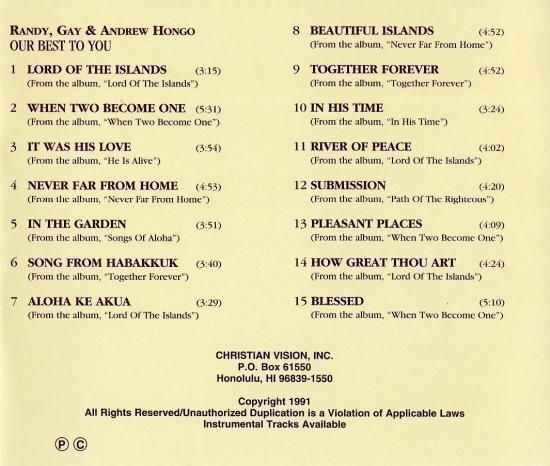 RANDY, GAY & ANDREW HONGO
OUR BEST TO YOU
1 LORD OF THE ISLANDS (3:15)
(From the album, "Lord Of The Islands")
2 WHEN TWO BECOME ONE (5:31)
(From the album, "When Two Become One")
3 IT WAS HIS LOVE (3:54)
(From the album, "He Is Alive")
4 NEVER FAR FROM HOME (4:53)
(From the album, "Never Far From Home")
5 IN THE GARDEN (3:51)
(From the album, "Songs Of Aloha")
6 SONG FROM HABAKKUK (3:40)
(From the album, "Together Forever")
7 ALOHA KE AKUA (3:29)
(From the album, "Lord Of The Islands")
8 BEAUTIFUL ISLANDS (4:52)
(From the album, "Never Far From Home")
9 TOGETHER FOREVER (4:52)
(From the album, "Together Forever")
10 IN HIS TIME (3:24)
(From the album, "In His Time")
11 RIVER OF PEACE (4:02)
(From the album, "Lord Of The Islands")
12 SUBMISSION (4:20)
(From the album, "Path Of The Righteous")
13 PLEASANT PLACES (4:09)
(From the album, "When Two Become One")
14 HOW GREAT THOU ART (4:24)
(From the album, "Lord Of The Islands")
15 BLESSED (5:10)
(From the album, "When Two Become One")
CHRISTIAN VISION, INC.
P.O. Box 61550
Honolulu, HI 96839-1550
Copyright 1991
All Rights Reserved/Unauthorized Duplication is a Violation of Applicable Laws
Instrumental Tracks Available
Ⓟ Ⓒ